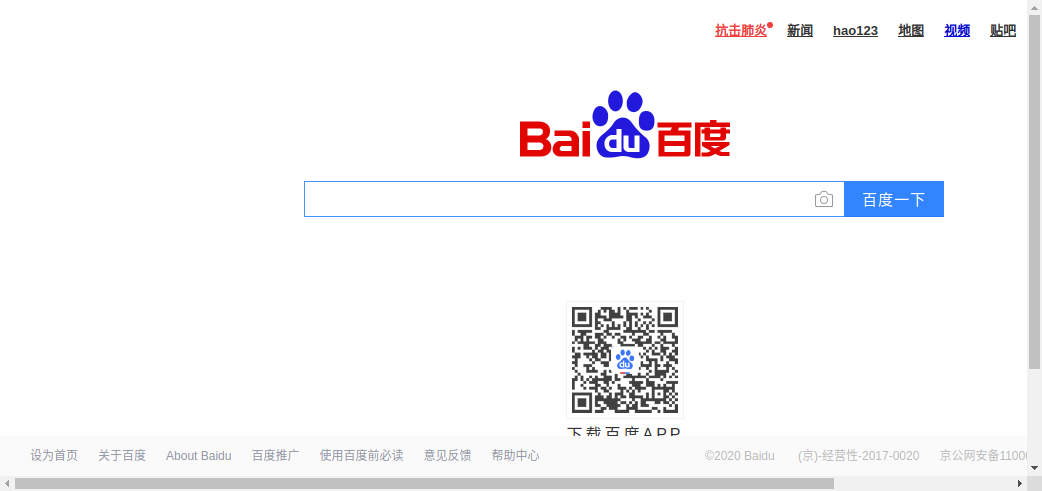 抗击肺炎 新闻 hao123 地图 视频 贴吧
Bai du 百度
百度一下
du
下载百度APP
设为首页 关于百度 About Baidu 百度推广 使用百度前必读 意见反馈 帮助中心 ©2020 Baidu (京)-经营性-2017-0020 京公网安备11000